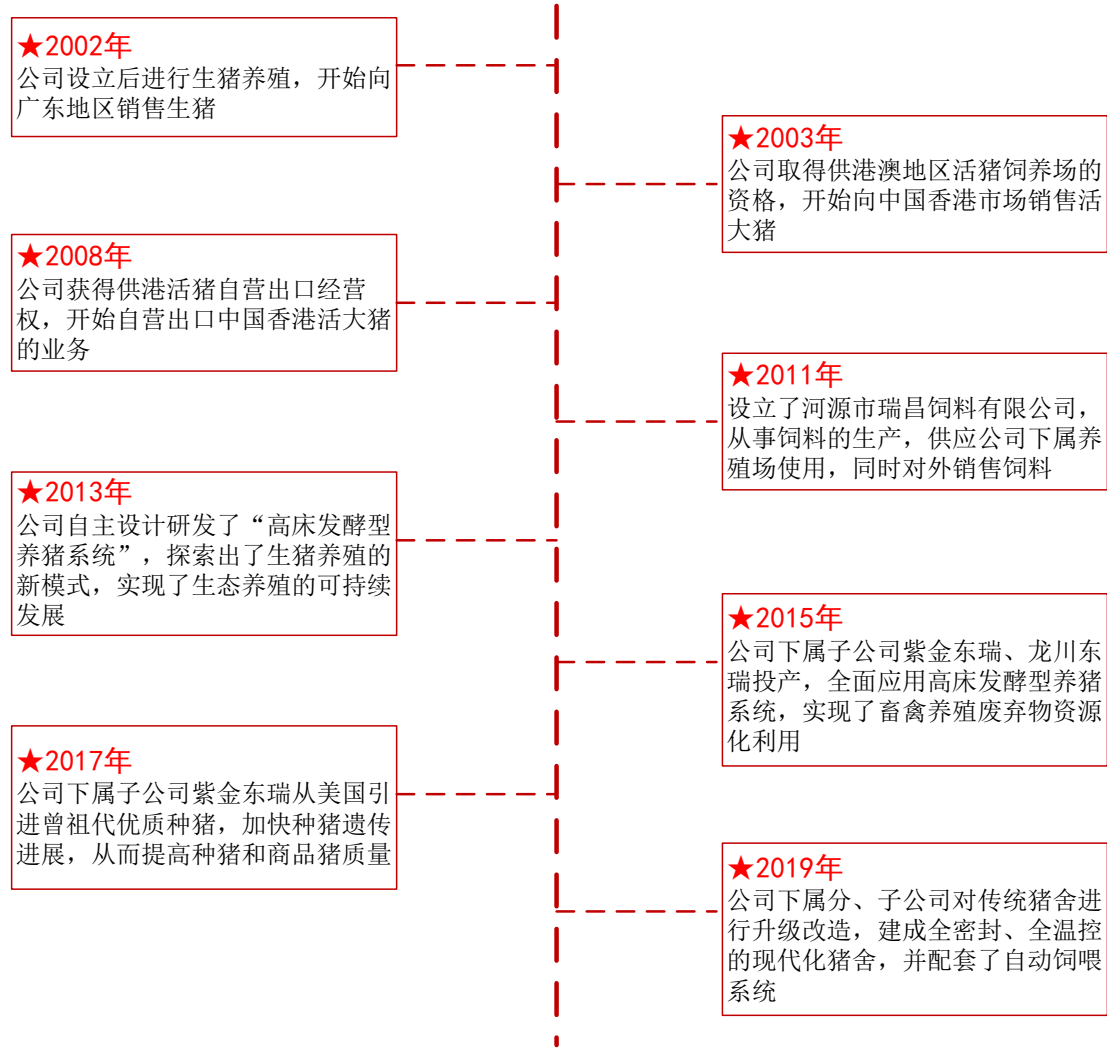 ★2002年
公司设立后进行生猪养殖，开始向
广东地区销售生猪
★2003年
公司取得供港澳地区活猪饲养场的
资格，开始向中国香港市场销售活
大猪
★2008年
公司获得供港活猪自营出口经营
权，开始自营出口中国香港活大猪
的业务
★2011年
设立了河源市瑞昌饲料有限公司，
从事饲料的生产，供应公司下属养
殖场使用，同时对外销售饲料
★2013年
公司自主设计研发了“高床发酵型
养猪系统”，探索出了生猪养殖的
新模式，实现了生态养殖的可持续
发展
★2015年
公司下属子公司紫金东瑞、龙川东
瑞投产，全面应用高床发酵型养猪
系统，实现了畜禽养殖废弃物资源
化利用
★2017年
公司下属子公司紫金东瑞从美国引
进曾祖代优质种猪，加快种猪遗传
进展，从而提高种猪和商品猪质量
★2019年
公司下属分、子公司对传统猪舍进
行升级改造，建成全密封、全温控
的现代化猪舍，并配套了自动饲喂
系统